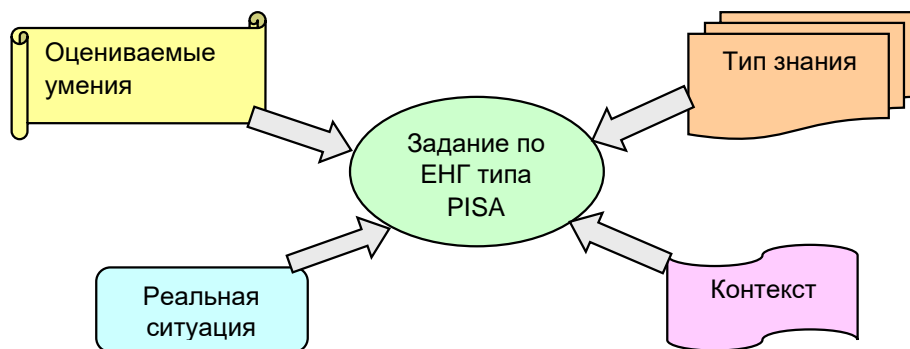 Оцениваемые
умения
Тип знания
Задание по
ЕНГ типа
PISA
Реальная
ситуация
Контекст